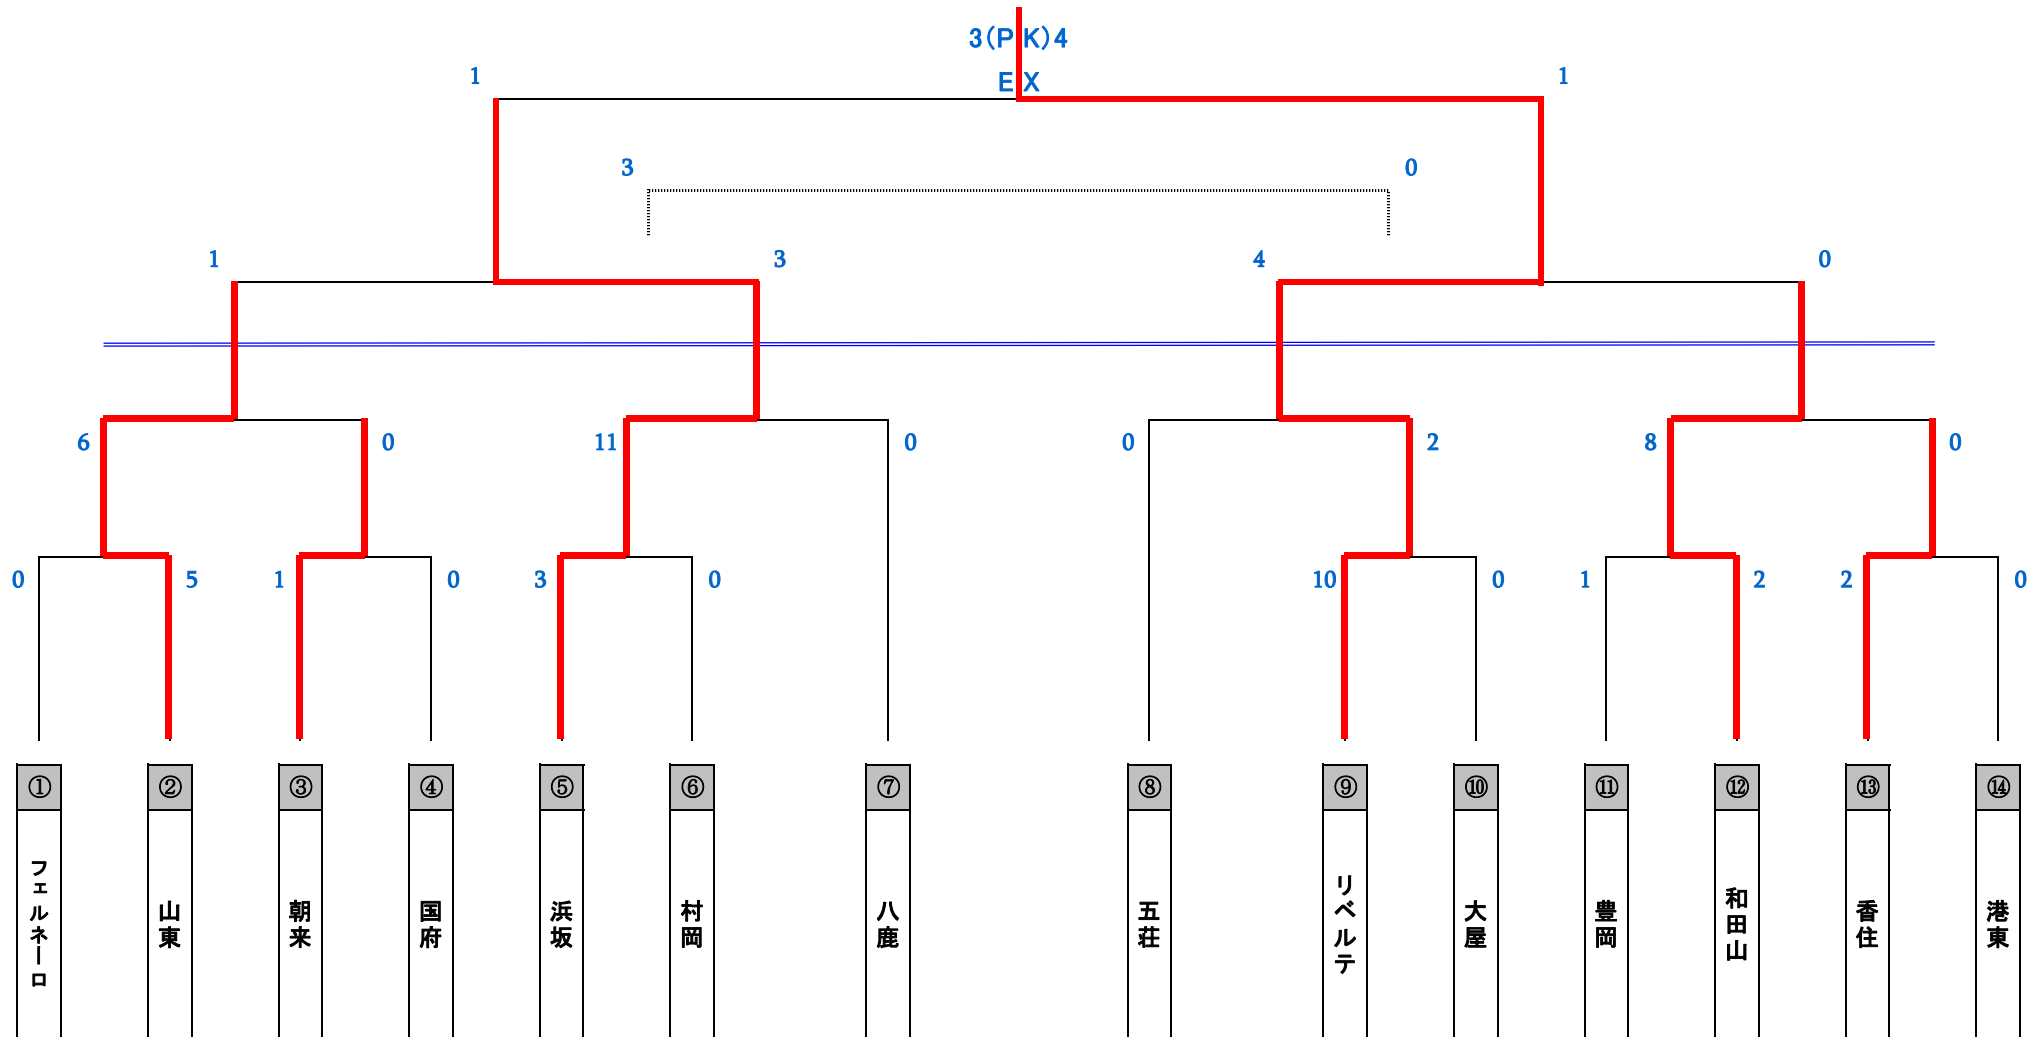 3(PK)4
1 EX 1
3 0
1 3 4 0
6 0 11 0 0 2 8 0
0 5 1 0 3 0 10 0 1 2 2 0
① ② ③ ④ ⑤ ⑥ ⑦ ⑧ ⑨ ⑩ ⑪ ⑫ ⑬ ⑭
フェルネーロ
山東
朝来
国府
浜坂
村岡
八鹿
五荘
リベルテ
大屋
豊岡
和田山
香住
港東